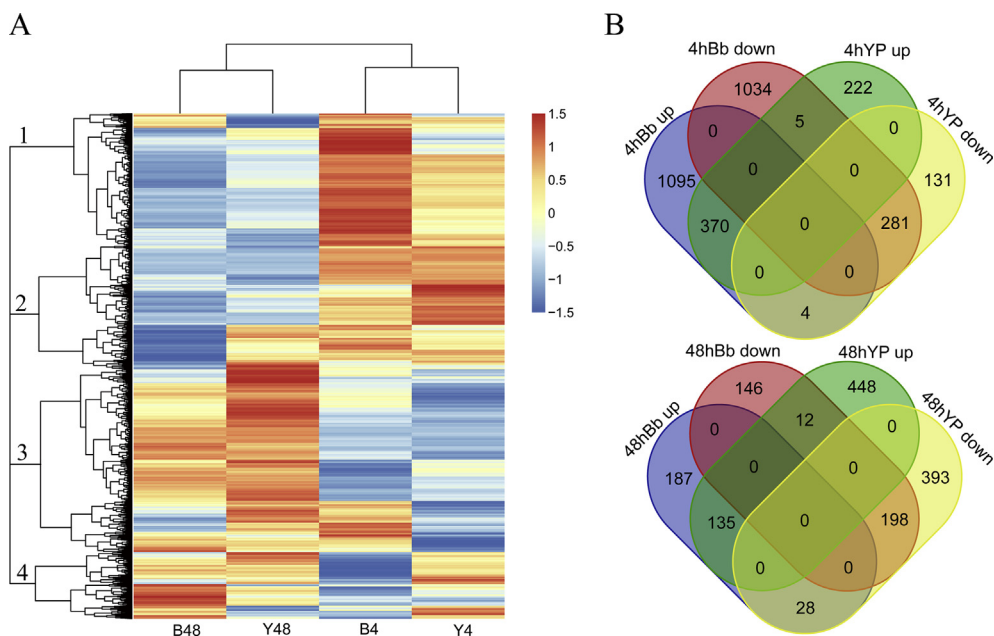 A
B
1
2
3
4
1.5
1
0.5
0
−0.5
−1
−1.5
B48
Y48
B4
Y4
4hBb up
4hBb down
4hYP up
4hYP down
1034
222
0
5
0
1095
0
0
131
370
0
281
0
0
4
48hBb up
48hBb down
48hYP up
48hYP down
146
448
0
12
0
187
0
0
393
135
0
198
0
0
28